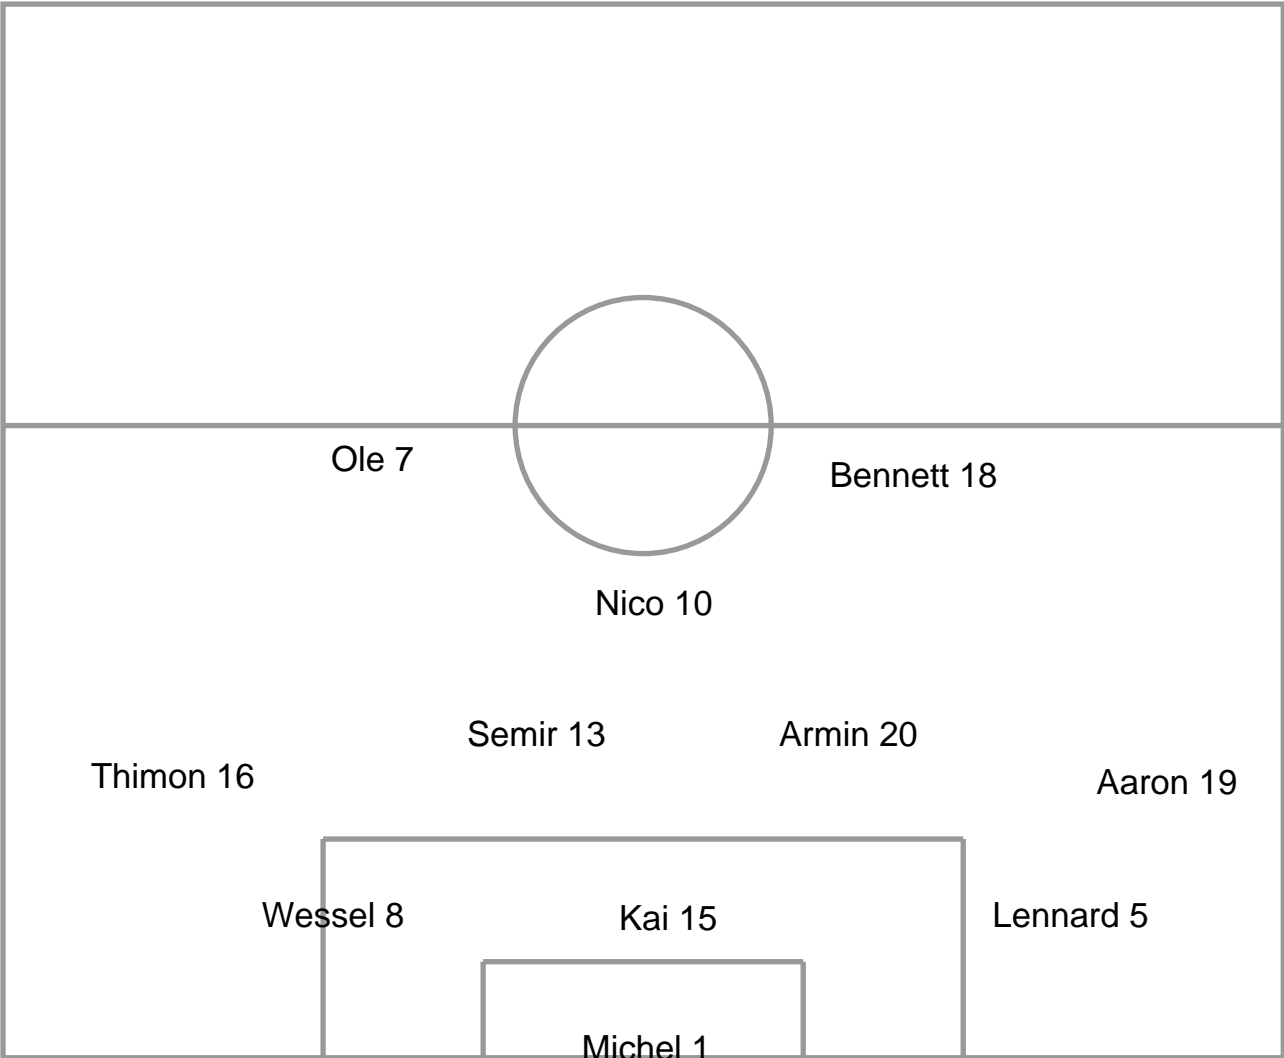 Ole 7
Bennett 18
Nico 10
Semir 13
Armin 20
Thimon 16
Aaron 19
Wessel 8
Kai 15
Lennard 5
Michel 1